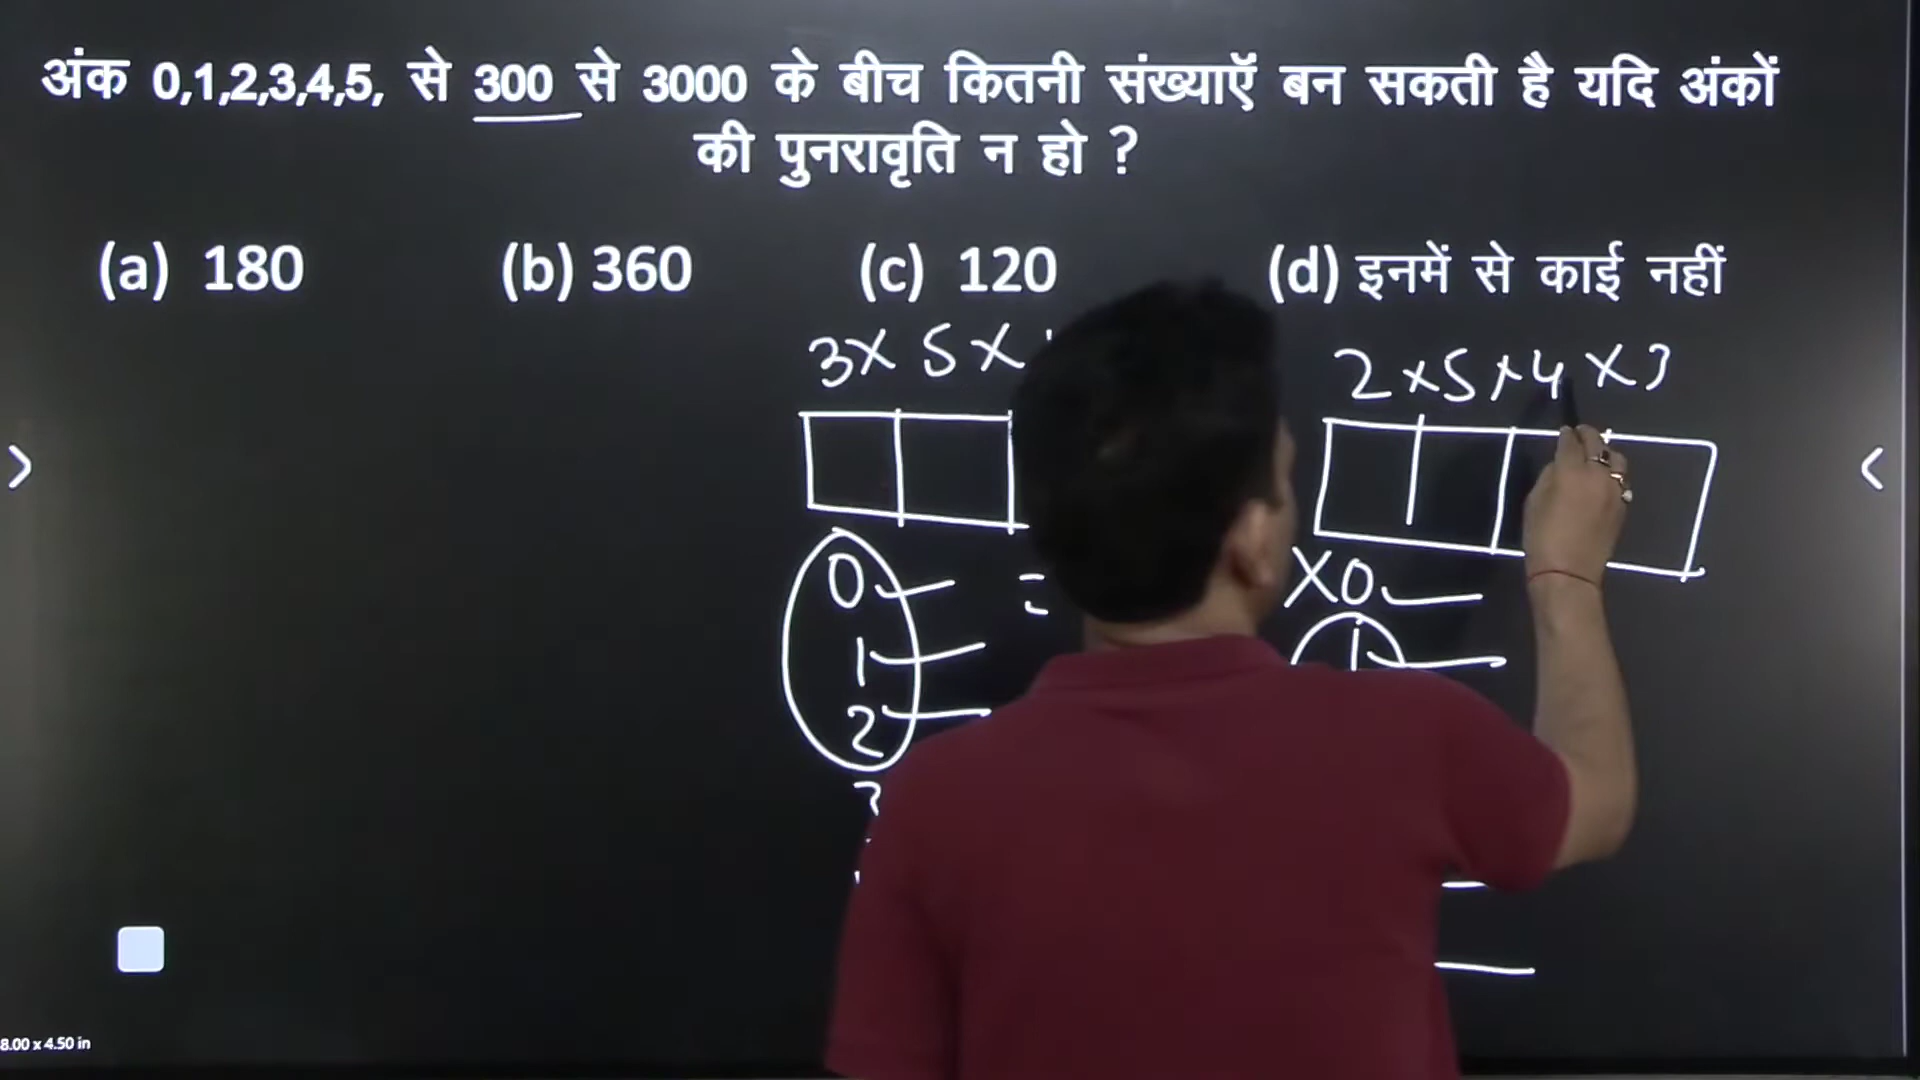 अंक 0,1,2,3,4,5, से 300 से 3000 के बीच कितनी संख्याएॅ बन सकती है यदि अंकों
की पुनरावृति न हो ?
(a) 180 (b) 360 (c) 120 (d) इनमें से काई नहीं
3 x 5 x 2 x 5 x 4 x 3
0 = X 0
1 1
2
8.00 x 4.50 in